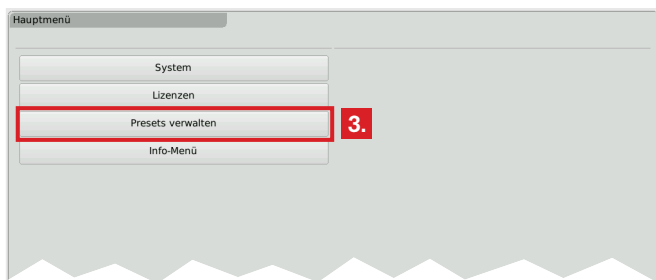 Hauptmenü
System
Lizenzen
Presets verwalten
3.
Info-Menü